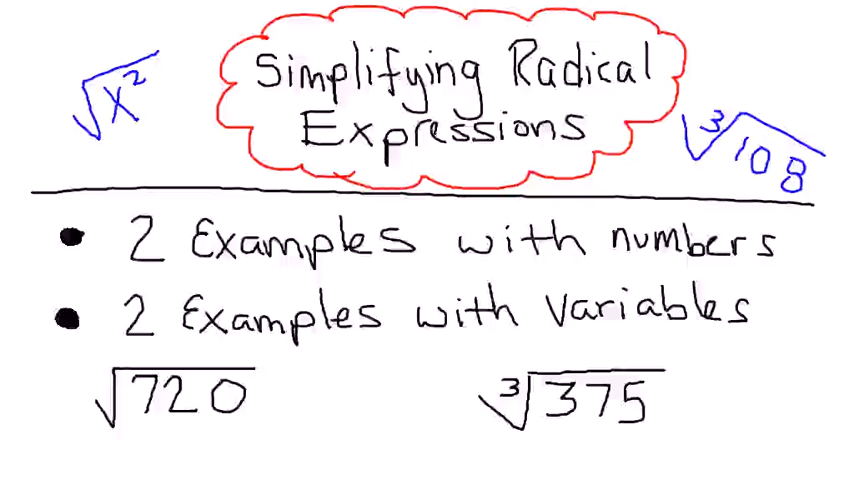 √x²
Simplifying Radical
Expressions
∛108
• 2 Examples with numbers
• 2 Examples with variables
√720
∛375